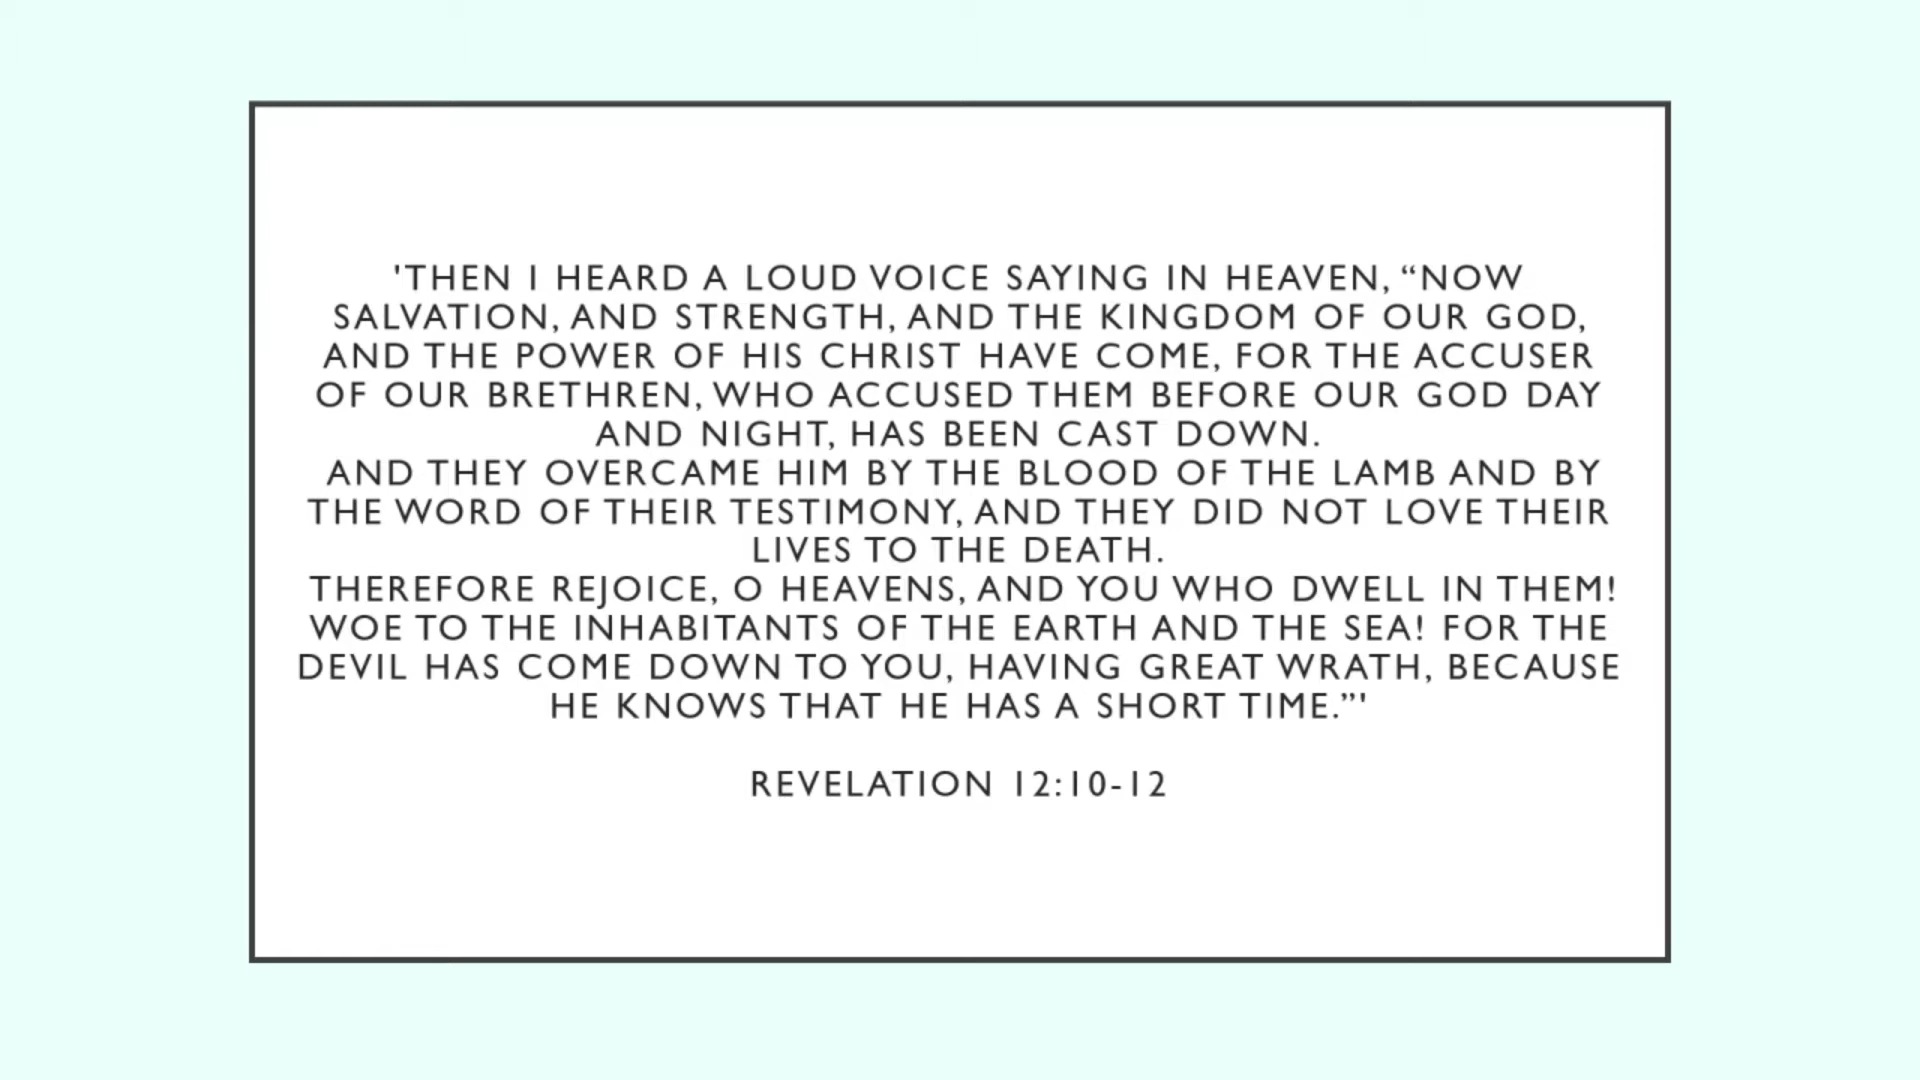 'THEN I HEARD A LOUD VOICE SAYING IN HEAVEN, “NOW
SALVATION, AND STRENGTH, AND THE KINGDOM OF OUR GOD,
AND THE POWER OF HIS CHRIST HAVE COME, FOR THE ACCUSER
OF OUR BRETHREN, WHO ACCUSED THEM BEFORE OUR GOD DAY
AND NIGHT, HAS BEEN CAST DOWN.
AND THEY OVERCAME HIM BY THE BLOOD OF THE LAMB AND BY
THE WORD OF THEIR TESTIMONY, AND THEY DID NOT LOVE THEIR
LIVES TO THE DEATH.
THEREFORE REJOICE, O HEAVENS, AND YOU WHO DWELL IN THEM!
WOE TO THE INHABITANTS OF THE EARTH AND THE SEA! FOR THE
DEVIL HAS COME DOWN TO YOU, HAVING GREAT WRATH, BECAUSE
HE KNOWS THAT HE HAS A SHORT TIME.”'
REVELATION 12:10-12